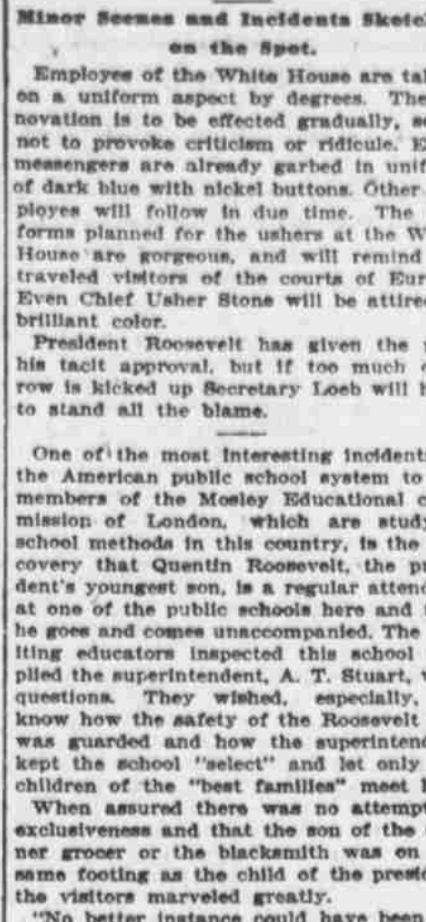 Minor Scenes and Incidents Sketc
on the Spot.
Employes of the White House are ta
on a uniform aspect by degrees. The
novation is to be effected gradually, s
not to provoke criticism or ridicule. E
messengers are already garbed in unif
of dark blue with nickel buttons. Other
ployes will follow in due time. The
forms planned for the ushers at the W
House are gorgeous, and will remind
traveled visitors of the courts of Eur
Even Chief Usher Stone will be attired
brilliant color.
President Roosevelt has given the p
his tacit approval, but if too much
row is kicked up Secretary Loeb will h
to stand all the blame.
One of the most interesting incidents
the American public school system to
members of the Mosley Educational c
mission of London, which are study
school methods in this country, is the
covery that Quentin Roosevelt, the pr
dent's youngest son, is a regular attend
at one of the public schools here and
he goes and comes unaccompanied. The
iting educators inspected this school
plied the superintendent, A. T. Stuart, w
questions. They wished, especially,
know how the safety of the Roosevelt
was guarded and how the superintend
kept the school "select" and let only
children of the "best families" meet h
When assured there was no attempt
exclusiveness and that the son of the
ner grocer or the blacksmith was on
same footing as the child of the presid
the visitors marveled greatly.
"No better instance could have been